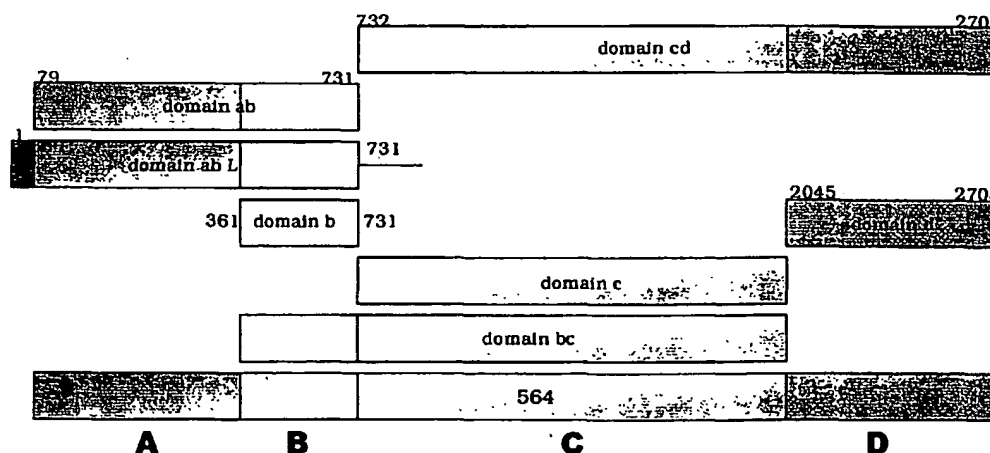 732 270
domain cd
79 731
domain ab
1
domain ab L 731
2045 270
361 domain b 731
domain c
domain bc
564
A B C D